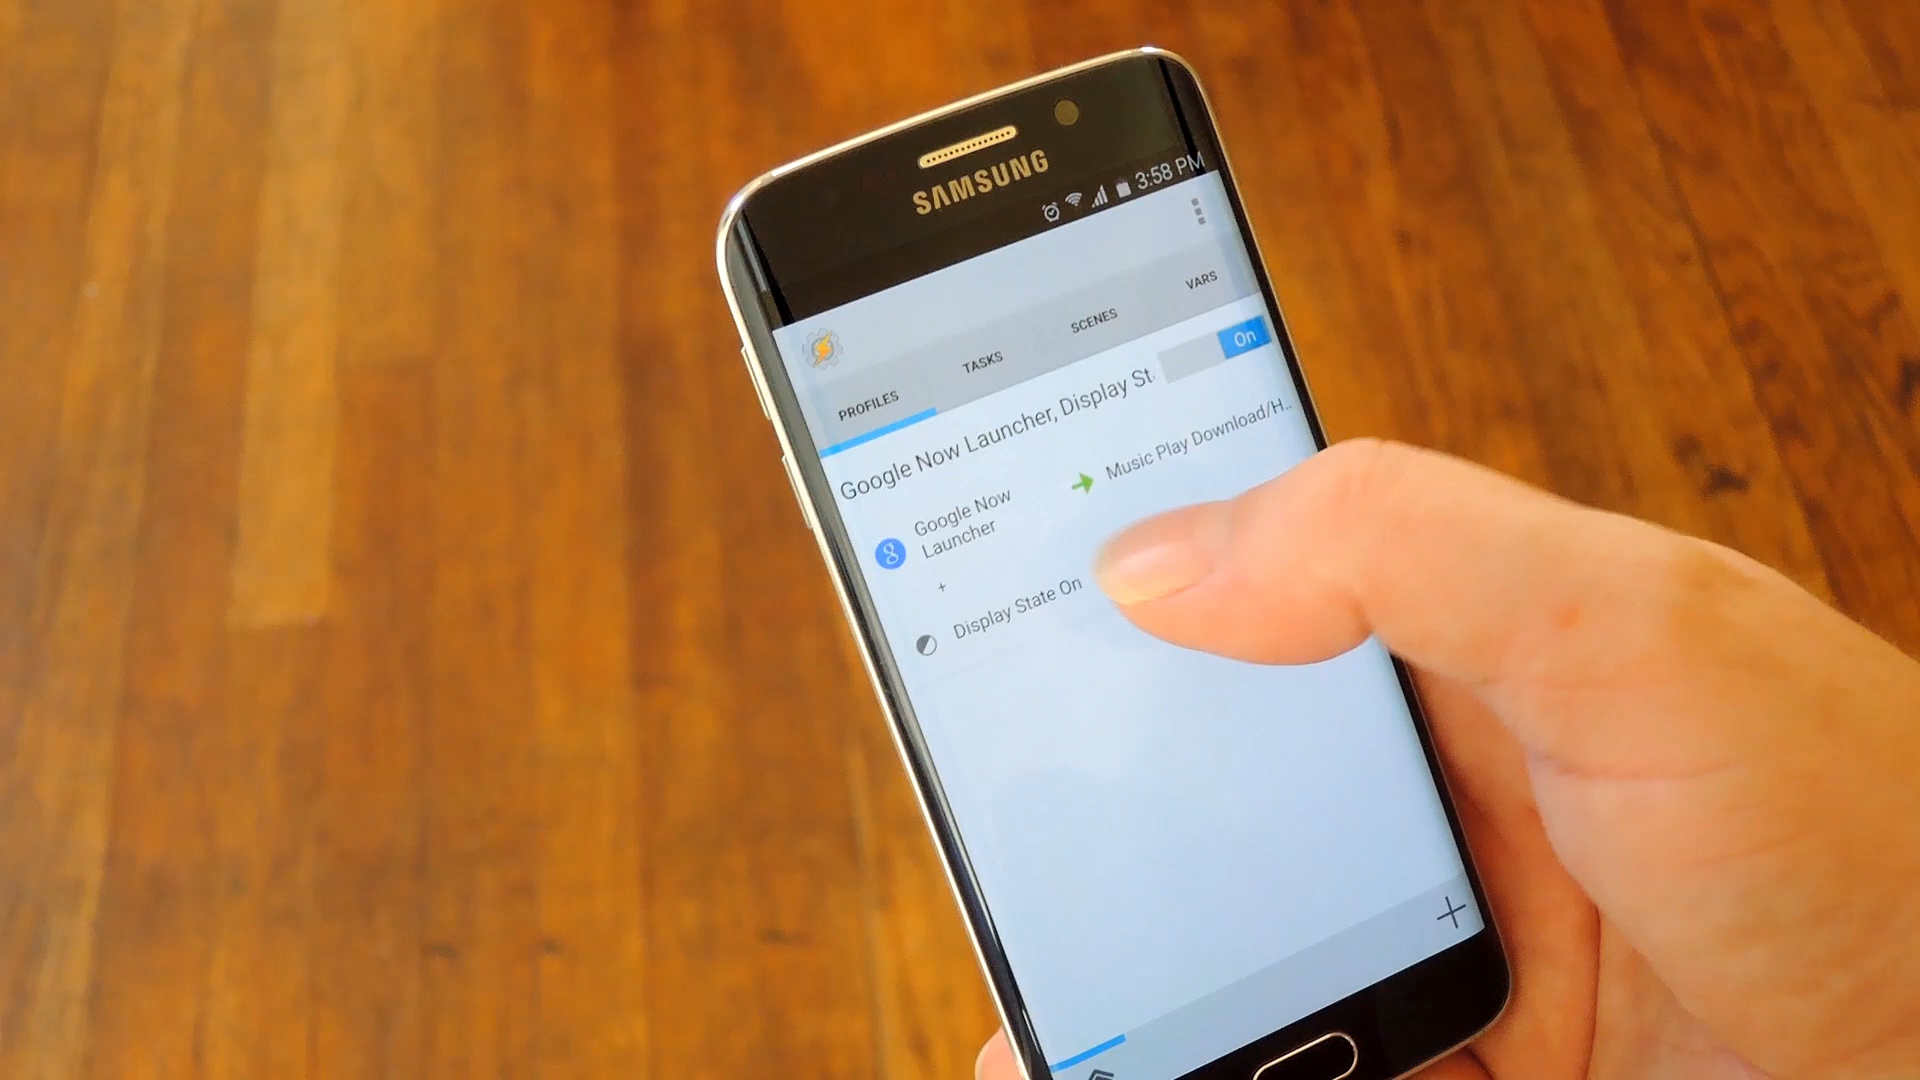 SAMSUNG
3:58 PM
PROFILES TASKS SCENES VARS
Google Now Launcher, Display St
On
Google Now
Launcher
Music Play Download/H..
+
Display State On